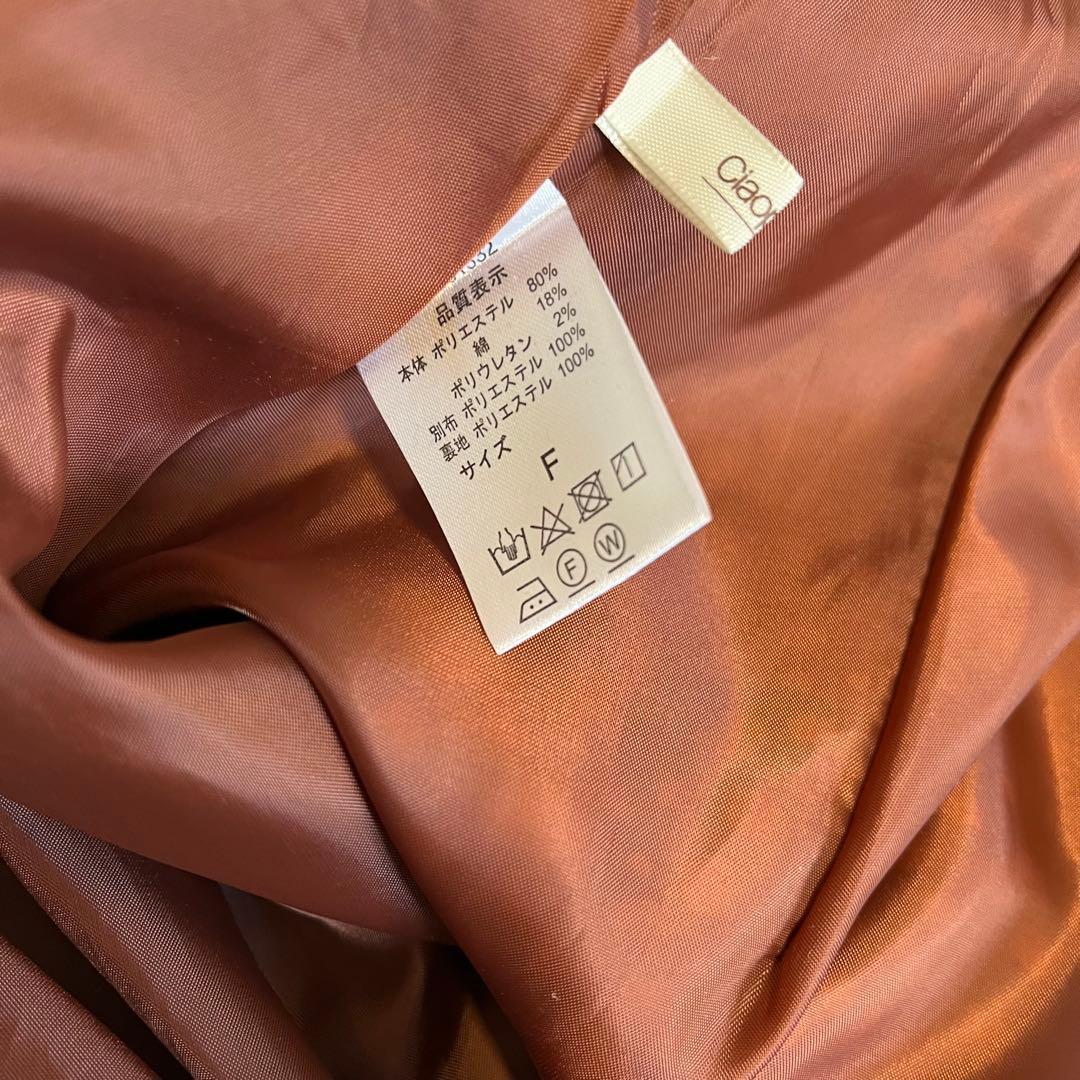 Ciao
品質表示
本体 ポリエステル 80%
綿 18%
ポリウレタン 2%
別布 ポリエステル 100%
裏地 ポリエステル 100%
サイズ
F
F W